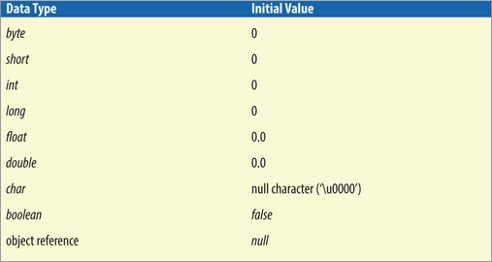 Data Type Initial Value
byte 0
short 0
int 0
long 0
float 0.0
double 0.0
char null character (‘\u0000’)
boolean false
object reference null